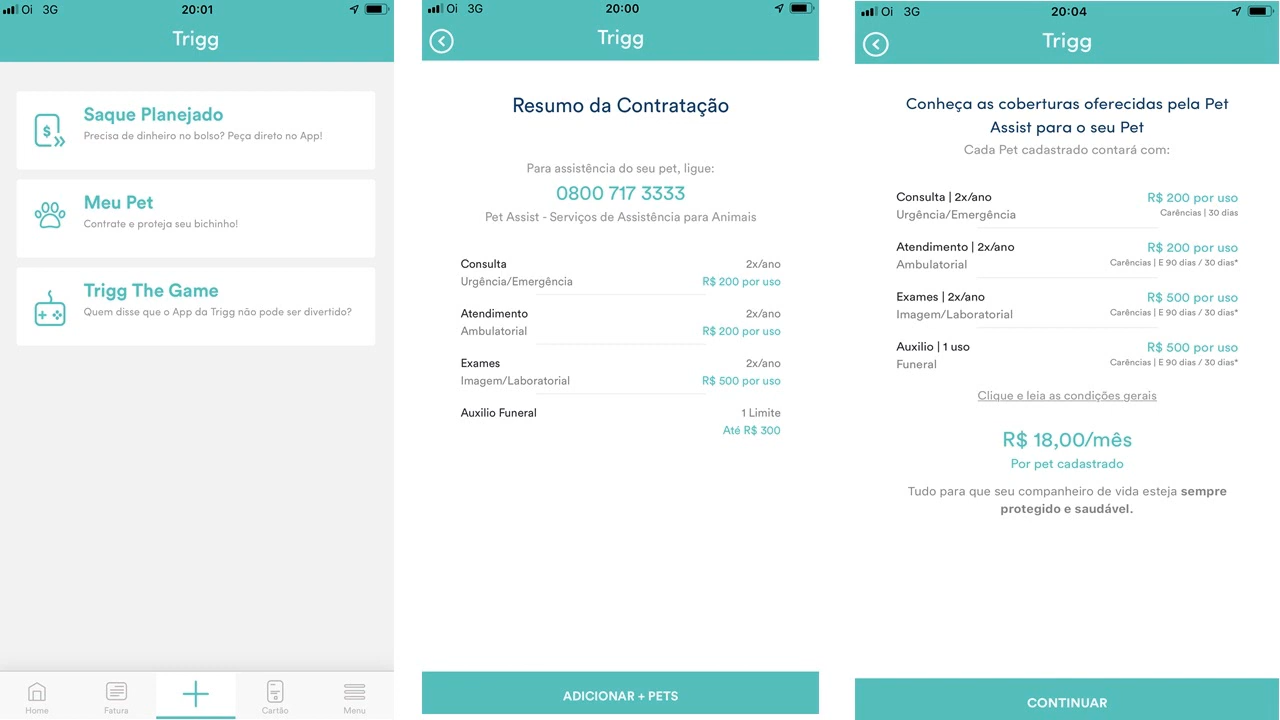 Oi 3G 20:01
Trigg
Saque Planejado
Precisa de dinheiro no bolso? Peça direto no App!
Meu Pet
Contrate e proteja seu bichinho!
Trigg The Game
Quem disse que o App da Trigg não pode ser divertido?
Home Fatura Cartão Menu
Oi 3G 20:00
Trigg
Resumo da Contratação
Para assistência do seu pet, ligue:
0800 717 3333
Pet Assist - Serviços de Assistência para Animais
Consulta 2x/ano
Urgência/Emergência R$ 200 por uso
Atendimento 2x/ano
Ambulatorial R$ 200 por uso
Exames 2x/ano
Imagem/Laboratorial R$ 500 por uso
Auxilio Funeral 1 Limite
Até R$ 300
ADICIONAR + PETS
Oi 3G 20:04
Trigg
Conheça as coberturas oferecidas pela Pet
Assist para o seu Pet
Cada Pet cadastrado contará com:
Consulta | 2x/ano R$ 200 por uso
Urgência/Emergência Carências | 30 dias
Atendimento | 2x/ano R$ 200 por uso
Ambulatorial Carências | E 90 dias / 30 dias*
Exames | 2x/ano R$ 500 por uso
Imagem/Laboratorial Carências | E 90 dias / 30 dias*
Auxilio | 1 uso R$ 500 por uso
Funeral Carências | E 90 dias / 30 dias*
Clique e leia as condições gerais
R$ 18,00/mês
Por pet cadastrado
Tudo para que seu companheiro de vida esteja sempre
protegido e saudável.
CONTINUAR